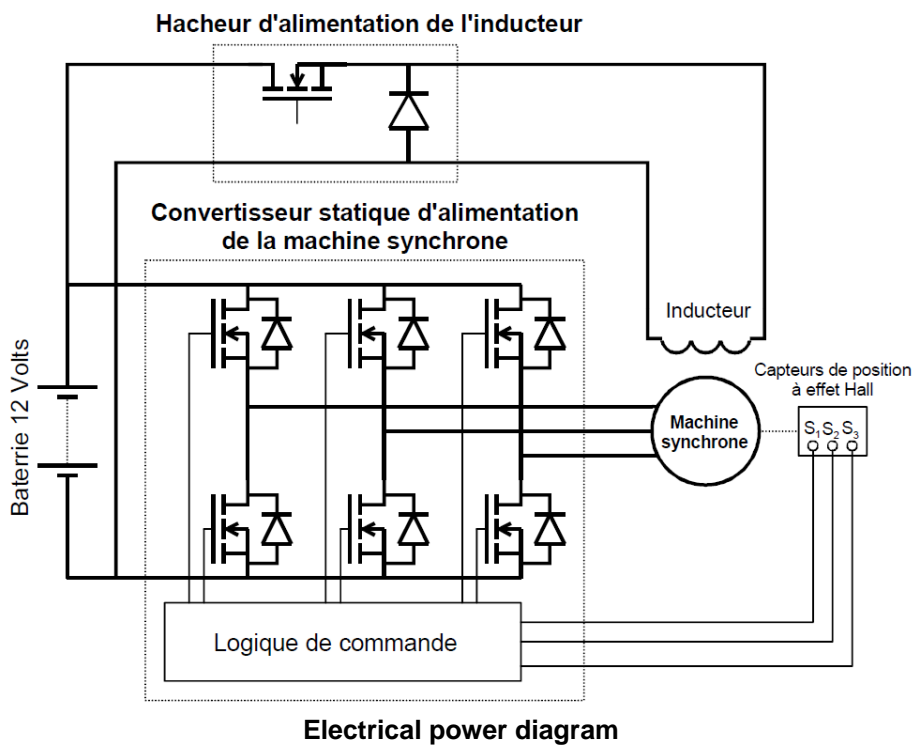 Hacheur d'alimentation de l'inducteur
Convertisseur statique d'alimentation
de la machine synchrone
Inducteur
Capteurs de position
à effet Hall
Baterrie 12 Volts
Machine
synchrone
S1 S2 S3
Logique de commande
Electrical power diagram